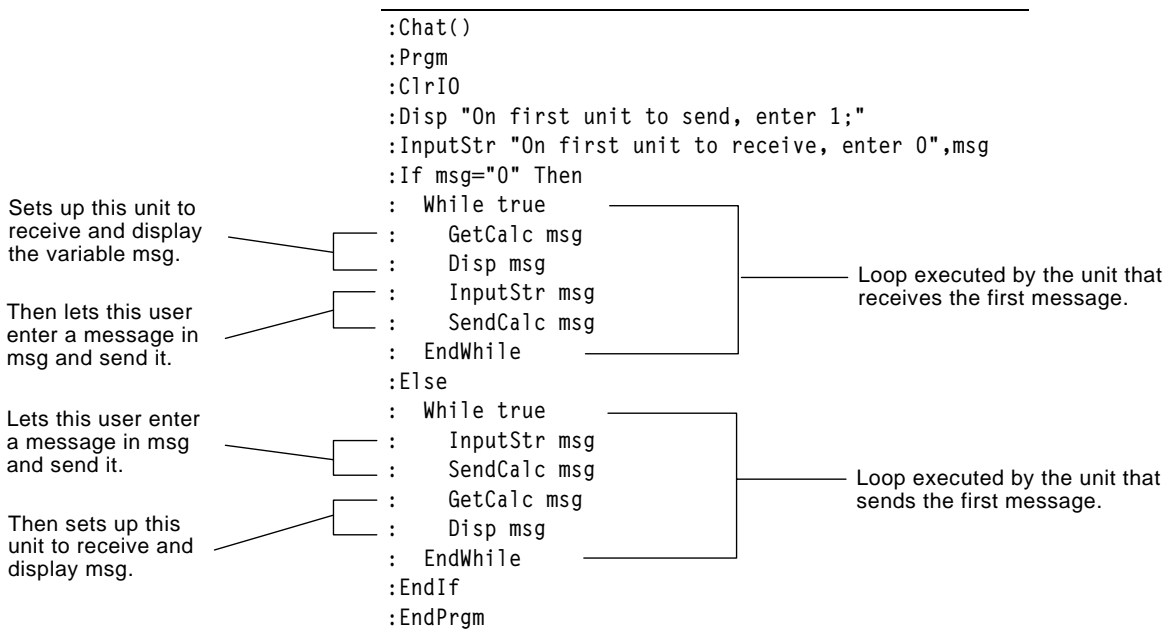 :Chat()
:Prgm
:ClrIO
:Disp "On first unit to send, enter 1;"
:InputStr "On first unit to receive, enter 0",msg
:If msg="0" Then
:  While true
:    GetCalc msg
:    Disp msg
:    InputStr msg
:    SendCalc msg
:  EndWhile
:Else
:  While true
:    InputStr msg
:    SendCalc msg
:    GetCalc msg
:    Disp msg
:  EndWhile
:EndIf
:EndPrgm
Sets up this unit to
receive and display
the variable msg.
Then lets this user
enter a message in
msg and send it.
Lets this user enter
a message in msg
and send it.
Then sets up this
unit to receive and
display msg.
Loop executed by the unit that
receives the first message.
Loop executed by the unit that
sends the first message.